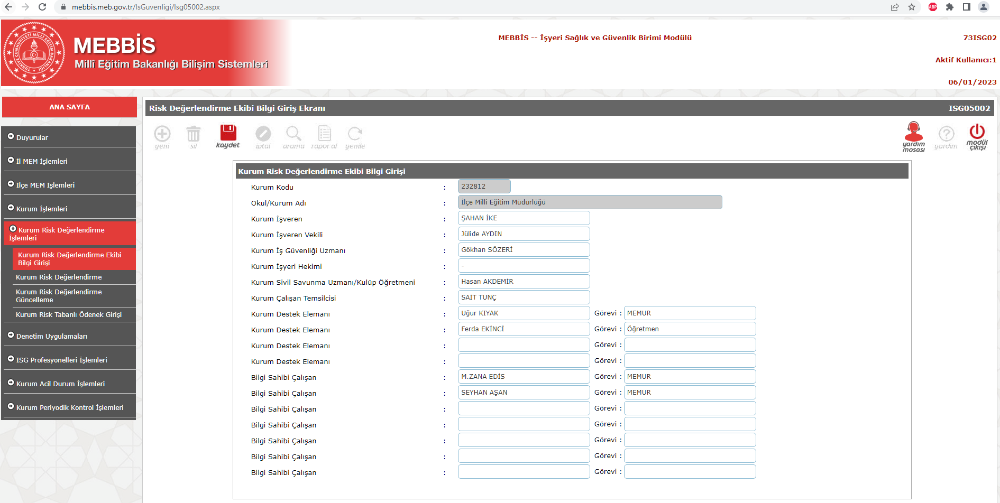 mebbis.meb.gov.tr/IsGuvenligi/Isg05002.aspx
ABP
MEBBİS
Millî Eğitim Bakanlığı Bilişim Sistemleri
MEBBİS -- İşyeri Sağlık ve Güvenlik Birimi Modülü
73ISG02
Aktif Kullanıcı:1
06/01/2023
ANA SAYFA
Duyurular
İl MEM İşlemleri
İlçe MEM İşlemleri
Kurum İşlemleri
Kurum Risk Değerlendirme
İşlemleri
Kurum Risk Değerlendirme Ekibi
Bilgi Girişi
Kurum Risk Değerlendirme
Kurum Risk Değerlendirme
Güncelleme
Kurum Risk Tabanlı Ödenek Girişi
Denetim Uygulamaları
ISG Profesyonelleri İşlemleri
Kurum Acil Durum İşlemleri
Kurum Periyodik Kontrol İşlemleri
Risk Değerlendirme Ekibi Bilgi Giriş Ekranı ISG05002
yeni sil kaydet iptal arama rapor al yenile yardım masası yardım modül çıkışı
Kurum Risk Değerlendirme Ekibi Bilgi Girişi
Kurum Kodu : 232812
Okul/Kurum Adı : İlçe Milli Eğitim Müdürlüğü
Kurum İşveren : ŞAHAN İKE
Kurum İşveren Vekili : Jülide AYDIN
Kurum İş Güvenliği Uzmanı : Gökhan SÖZERİ
Kurum İşyeri Hekimi : -
Kurum Sivil Savunma Uzmanı/Kulüp Öğretmeni : Hasan AKDEMİR
Kurum Çalışan Temsilcisi : SAİT TUNÇ
Kurum Destek Elemanı : Uğur KIYAK Görevi : MEMUR
Kurum Destek Elemanı : Ferda EKİNCİ Görevi : Öğretmen
Kurum Destek Elemanı : Görevi :
Kurum Destek Elemanı : Görevi :
Bilgi Sahibi Çalışan : M.ZANA EDİS Görevi : MEMUR
Bilgi Sahibi Çalışan : SEYHAN AŞAN Görevi : MEMUR
Bilgi Sahibi Çalışan : Görevi :
Bilgi Sahibi Çalışan : Görevi :
Bilgi Sahibi Çalışan : Görevi :
Bilgi Sahibi Çalışan : Görevi :
Bilgi Sahibi Çalışan : Görevi :